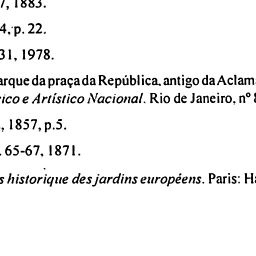 7, 1883.
4, p. 22.
31, 1978.
arque da praça da República, antigo da Aclam
ico e Artístico Nacional. Rio de Janeiro, nº 8
, 1857, p.5.
. 65-67, 1871.
s historique des jardins européens. Paris: Ha